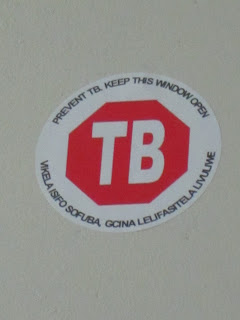 PREVENT TB, KEEP THIS WINDOW OPEN
TB
VIKELA ISIFO SOFUBA, GCINA LELIFASITELA LIVULIWE